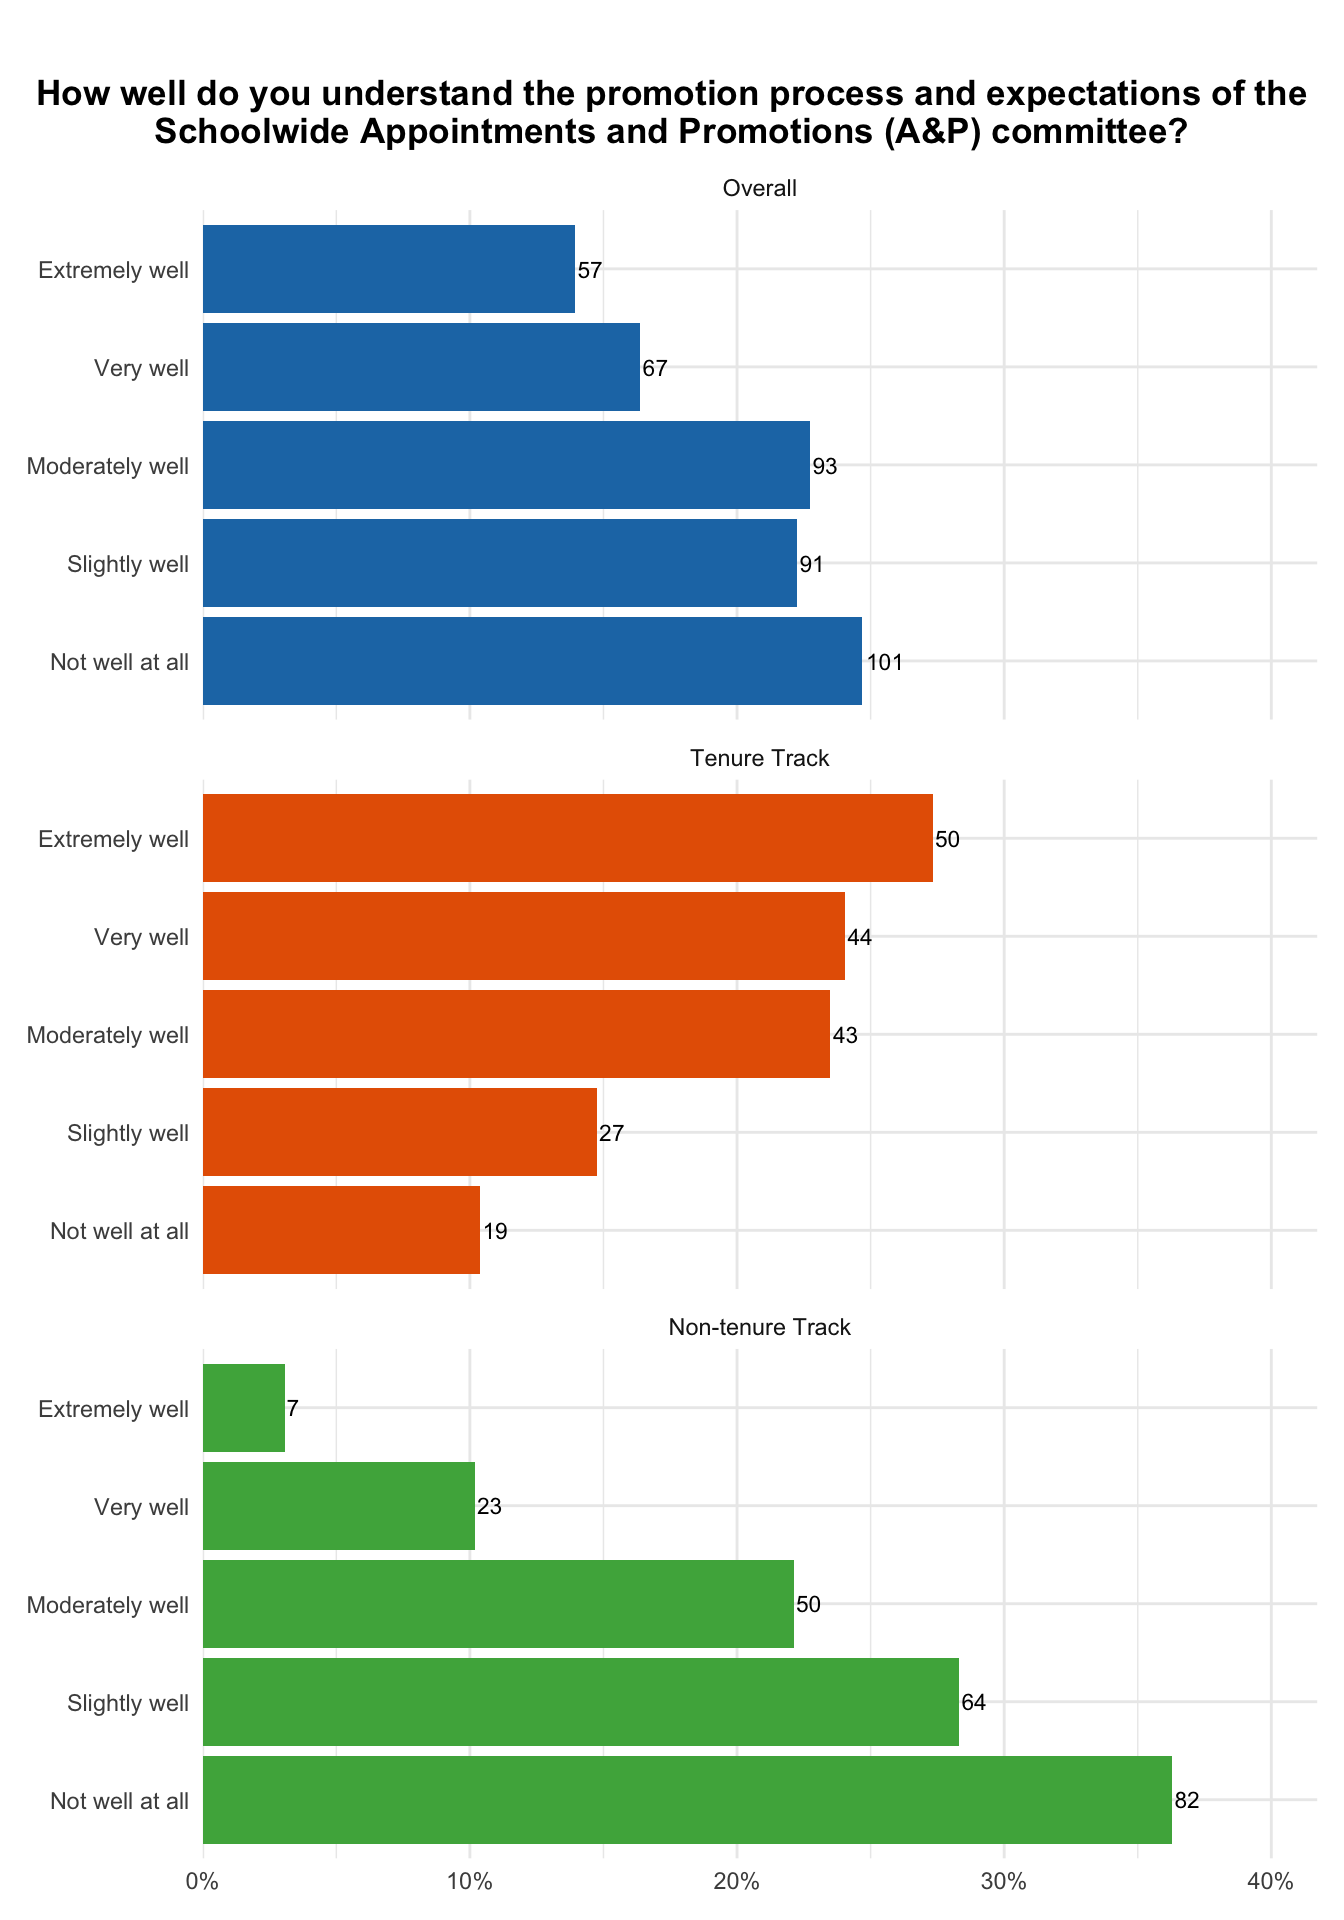 How well do you understand the promotion process and expectations of the
Schoolwide Appointments and Promotions (A&P) committee?
Overall
Extremely well 57
Very well 67
Moderately well 93
Slightly well 91
Not well at all 101
Tenure Track
Extremely well 50
Very well 44
Moderately well 43
Slightly well 27
Not well at all 19
Non-tenure Track
Extremely well 7
Very well 23
Moderately well 50
Slightly well 64
Not well at all 82
0% 10% 20% 30% 40%